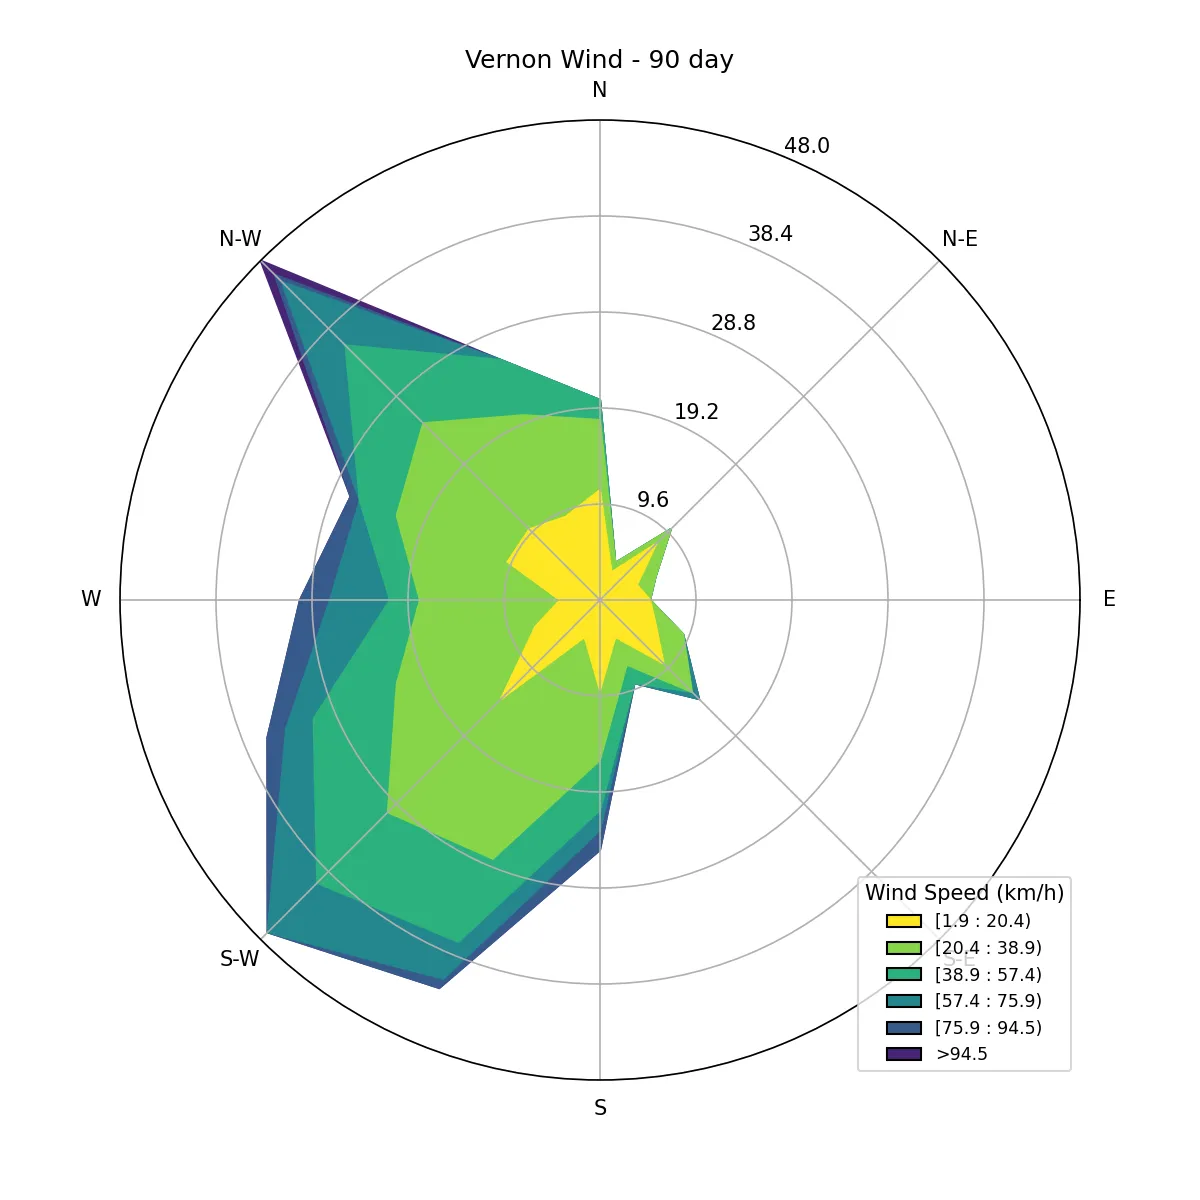 Vernon Wind - 90 day
N
48.0
38.4
N-W
N-E
28.8
19.2
9.6
W
E
Wind Speed (km/h)
[1.9 : 20.4)
[20.4 : 38.9)
S-W
S-E
[38.9 : 57.4)
[57.4 : 75.9)
[75.9 : 94.5)
>94.5
S